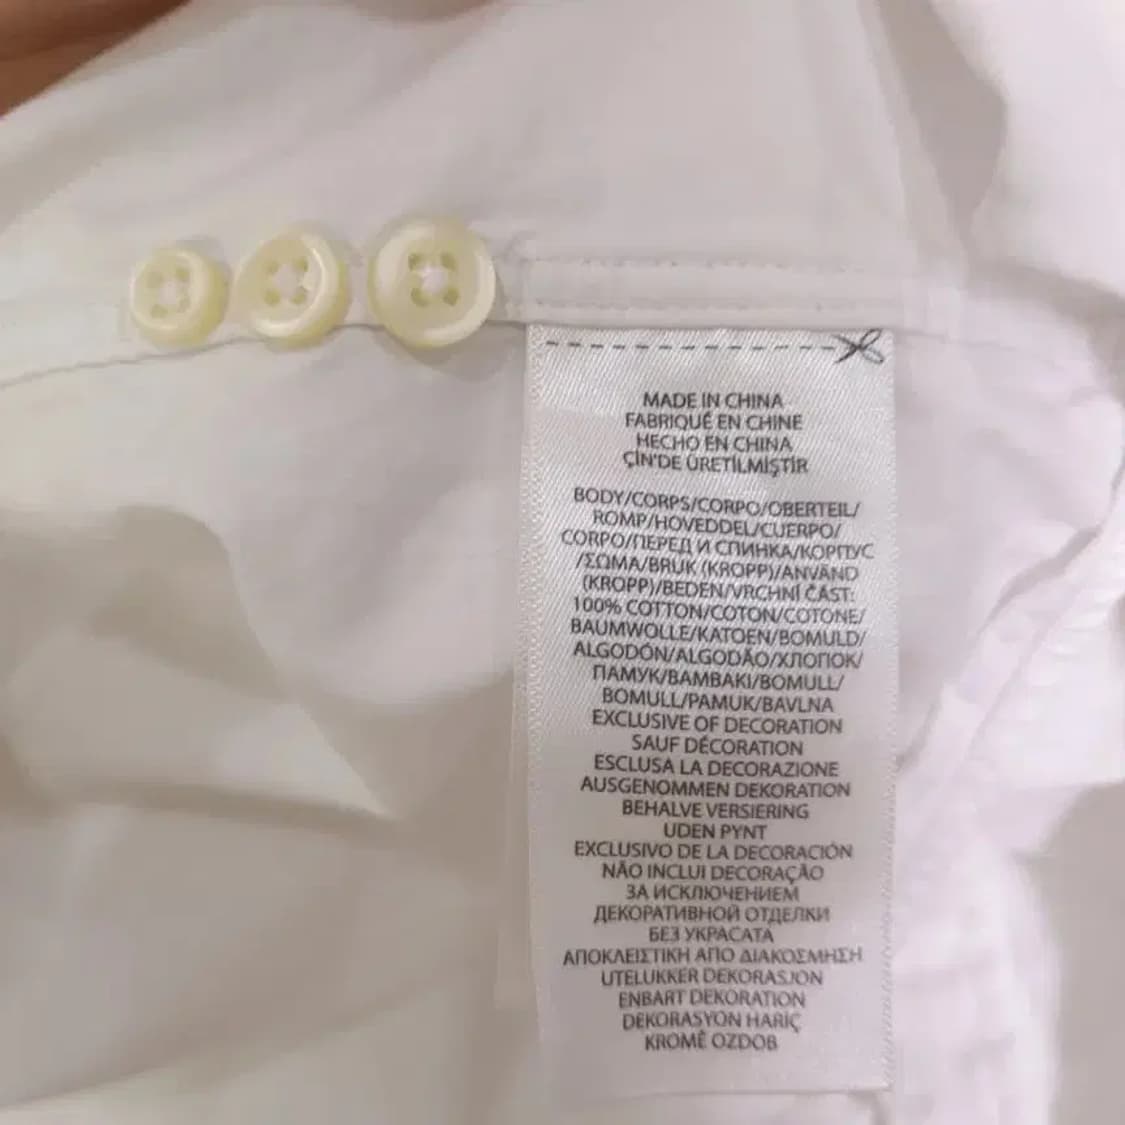 MADE IN CHINA
FABRIQUÉ EN CHINE
HECHO EN CHINA
ÇİN'DE ÜRETİLMİŞTİR
BODY/CORPS/CORPO/OBERTEIL/
ROMP/HOVEDDEL/CUERPO/
CORPO/ПЕРЕД И СПИНКА/КОРПУС
/ΣΩΜΑ/BRUK (KROPP)/ANVÄND
(KROPP)/BEDEN/VRCHNÍ ČÁST:
100% COTTON/COTON/COTONE/
BAUMWOLLE/KATOEN/BOMULD/
ALGODÓN/ALGODÃO/ХЛОПОК/
ПАМУК/BAMBAKI/BOMULL/
BOMULL/PAMUK/BAVLNA
EXCLUSIVE OF DECORATION
SAUF DÉCORATION
ESCLUSA LA DECORAZIONE
AUSGENOMMEN DEKORATION
BEHALVE VERSIERING
UDEN PYNT
EXCLUSIVO DE LA DECORACIÓN
NÃO INCLUI DECORAÇÃO
ЗА ИСКЛЮЧЕНИЕМ
ДЕКОРАТИВНОЙ ОТДЕЛКИ
БЕЗ УКРАСАТА
ΑΠΟΚΛΕΙΣΤΙΚΗ ΑΠΟ ΔΙΑΚΟΣΜΗΣΗ
UTELUKKER DEKORASJON
ENBART DEKORATION
DEKORASYON HARİÇ
KROMĚ OZDOB